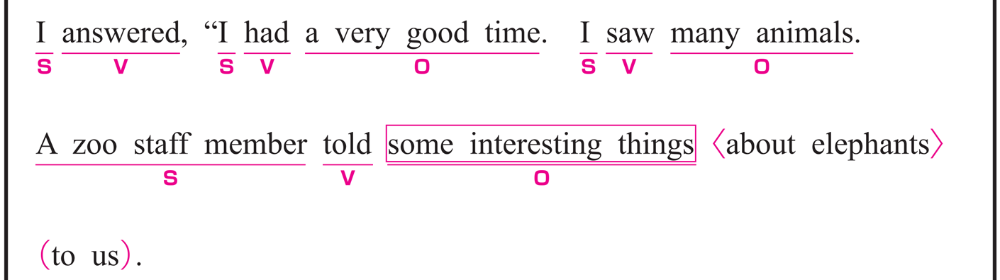 I answered, “I had a very good time. I saw many animals.
S V S V O S V O
A zoo staff member told some interesting things 〈about elephants〉
S V O
(to us).